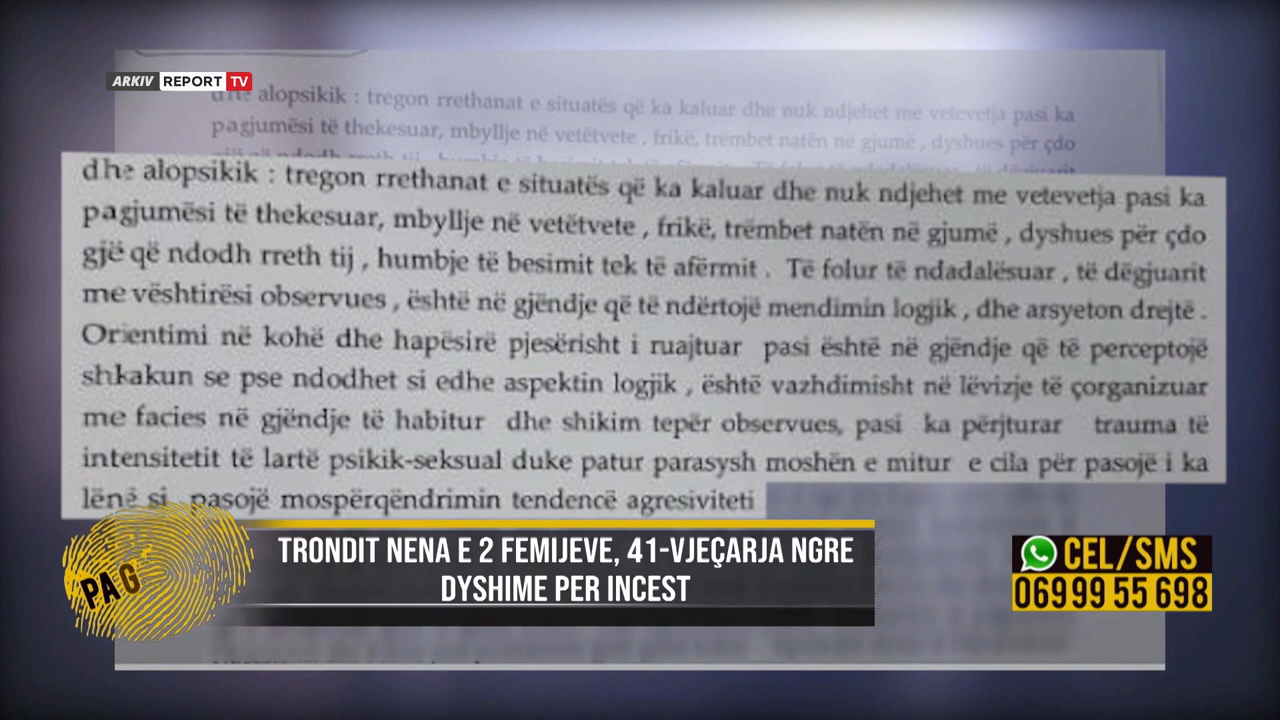 ARKIV REPORT TV
dhe alopsikik : tregon rrethanat e situatës që ka kaluar dhe nuk ndjehet me vetevetja pasi ka
pagjumësi të thekesuar, mbyllje në vetëtvete , frikë, trëmbet natën në gjumë , dyshues për çdo
dhe alopsikik : tregon rrethanat e situatës që ka kaluar dhe nuk ndjehet me vetevetja pasi ka
pagjumësi të thekesuar, mbyllje në vetëtvete , frikë, trëmbet natën në gjumë , dyshues për çdo
gjë që ndodh rreth tij , humbje të besimit tek të afërmit . Të folur të ndadalësuar , të dëgjuarit
me vështirësi observues , është në gjëndje që të ndërtojë mendimin logjik , dhe arsyeton drejtë .
Orientimi në kohë dhe hapësirë pjesërisht i ruajtuar pasi është në gjëndje që të perceptojë
shkakun se pse ndodhet si edhe aspektin logjik , është vazhdimisht në lëvizje të çorganizuar
me facies në gjëndje të habitur dhe shikim tepër observues, pasi ka përjturar trauma të
intensitetit të lartë psikik-seksual duke patur parasysh moshën e mitur e cila për pasojë i ka
lënë si pasojë mospërqëndrimin tendencë agresiviteti
PA G
TRONDIT NENA E 2 FEMIJEVE, 41-VJEÇARJA NGRE
DYSHIME PER INCEST
CEL/SMS
069 99 55 698